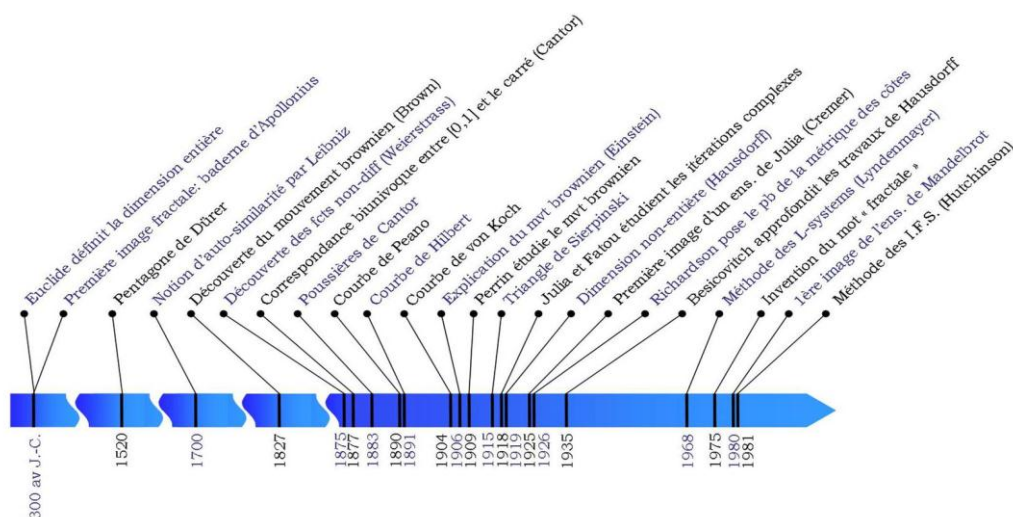 Euclide définit la dimension entière
Première image fractale: baderne d'Apollonius
Pentagone de Dürer
Notion d'auto-similarité par Leibniz
Découverte du mouvement brownien (Brown)
Découverte des fcts non-diff (Weierstrass)
Correspondance biunivoque entre [0,1] et le carré (Cantor)
Poussières de Cantor
Courbe de Peano
Courbe de Hilbert
Courbe de von Koch
Explication du mvt brownien (Einstein)
Perrin étudie le mvt brownien
Triangle de Sierpinski
Julia et Fatou étudient les itérations complexes
Dimension non-entière (Hausdorff)
Première image d'un ens. de Julia (Cremer)
Richardson pose le pb de la métrique des côtes
Besicovitch approfondit les travaux de Hausdorff
Méthode des L-systems (Lyndenmayer)
Invention du mot « fractale »
1ère image de l'ens. de Mandelbrot
Méthode des I.F.S. (Hutchinson)
300 av J.-C.
1520
1700
1827
1875
1877
1883
1890
1891
1904
1906
1909
1915
1918
1919
1925
1926
1935
1968
1975
1980
1981